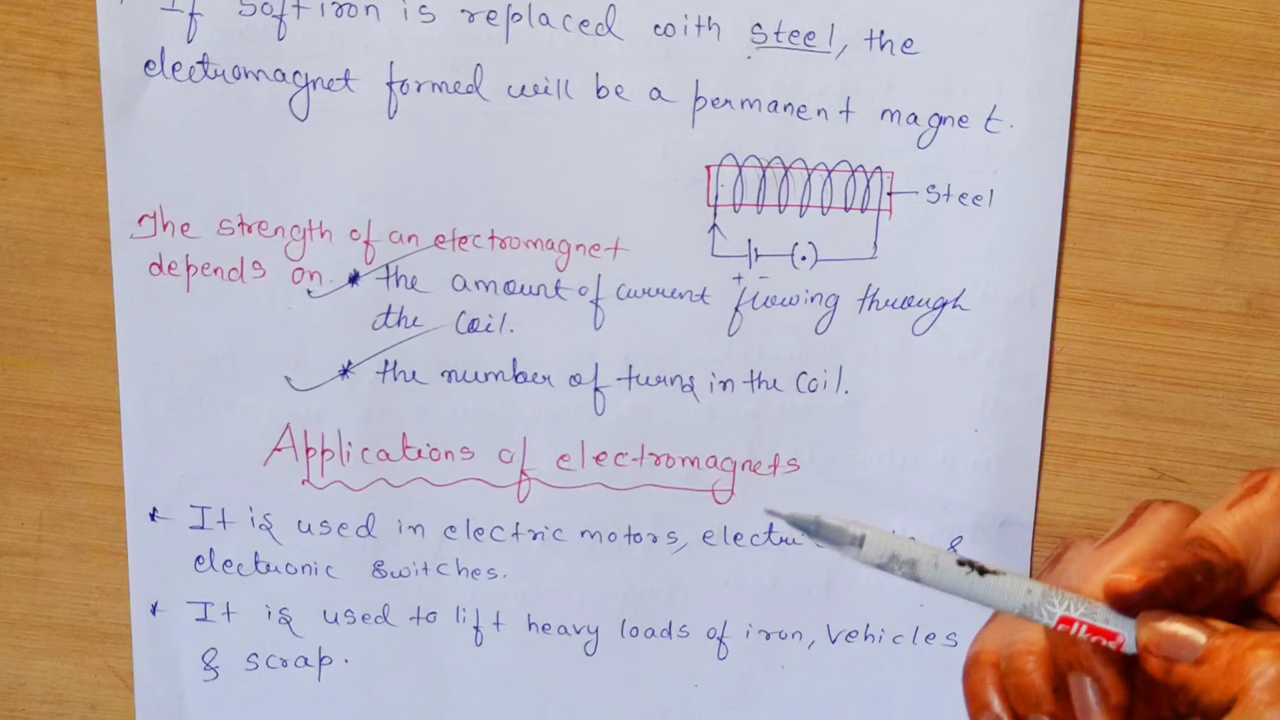 If soft iron is replaced with steel, the
electromagnet formed will be a permanent magnet.
Steel
+ -
The strength of an electromagnet
depends on
* the amount of current flowing through
the coil.
* the number of turns in the coil.
Applications of electromagnets
* It is used in electric motors, &
electronic switches.
* It is used to lift heavy loads of iron, vehicles
& scrap.
Elkos